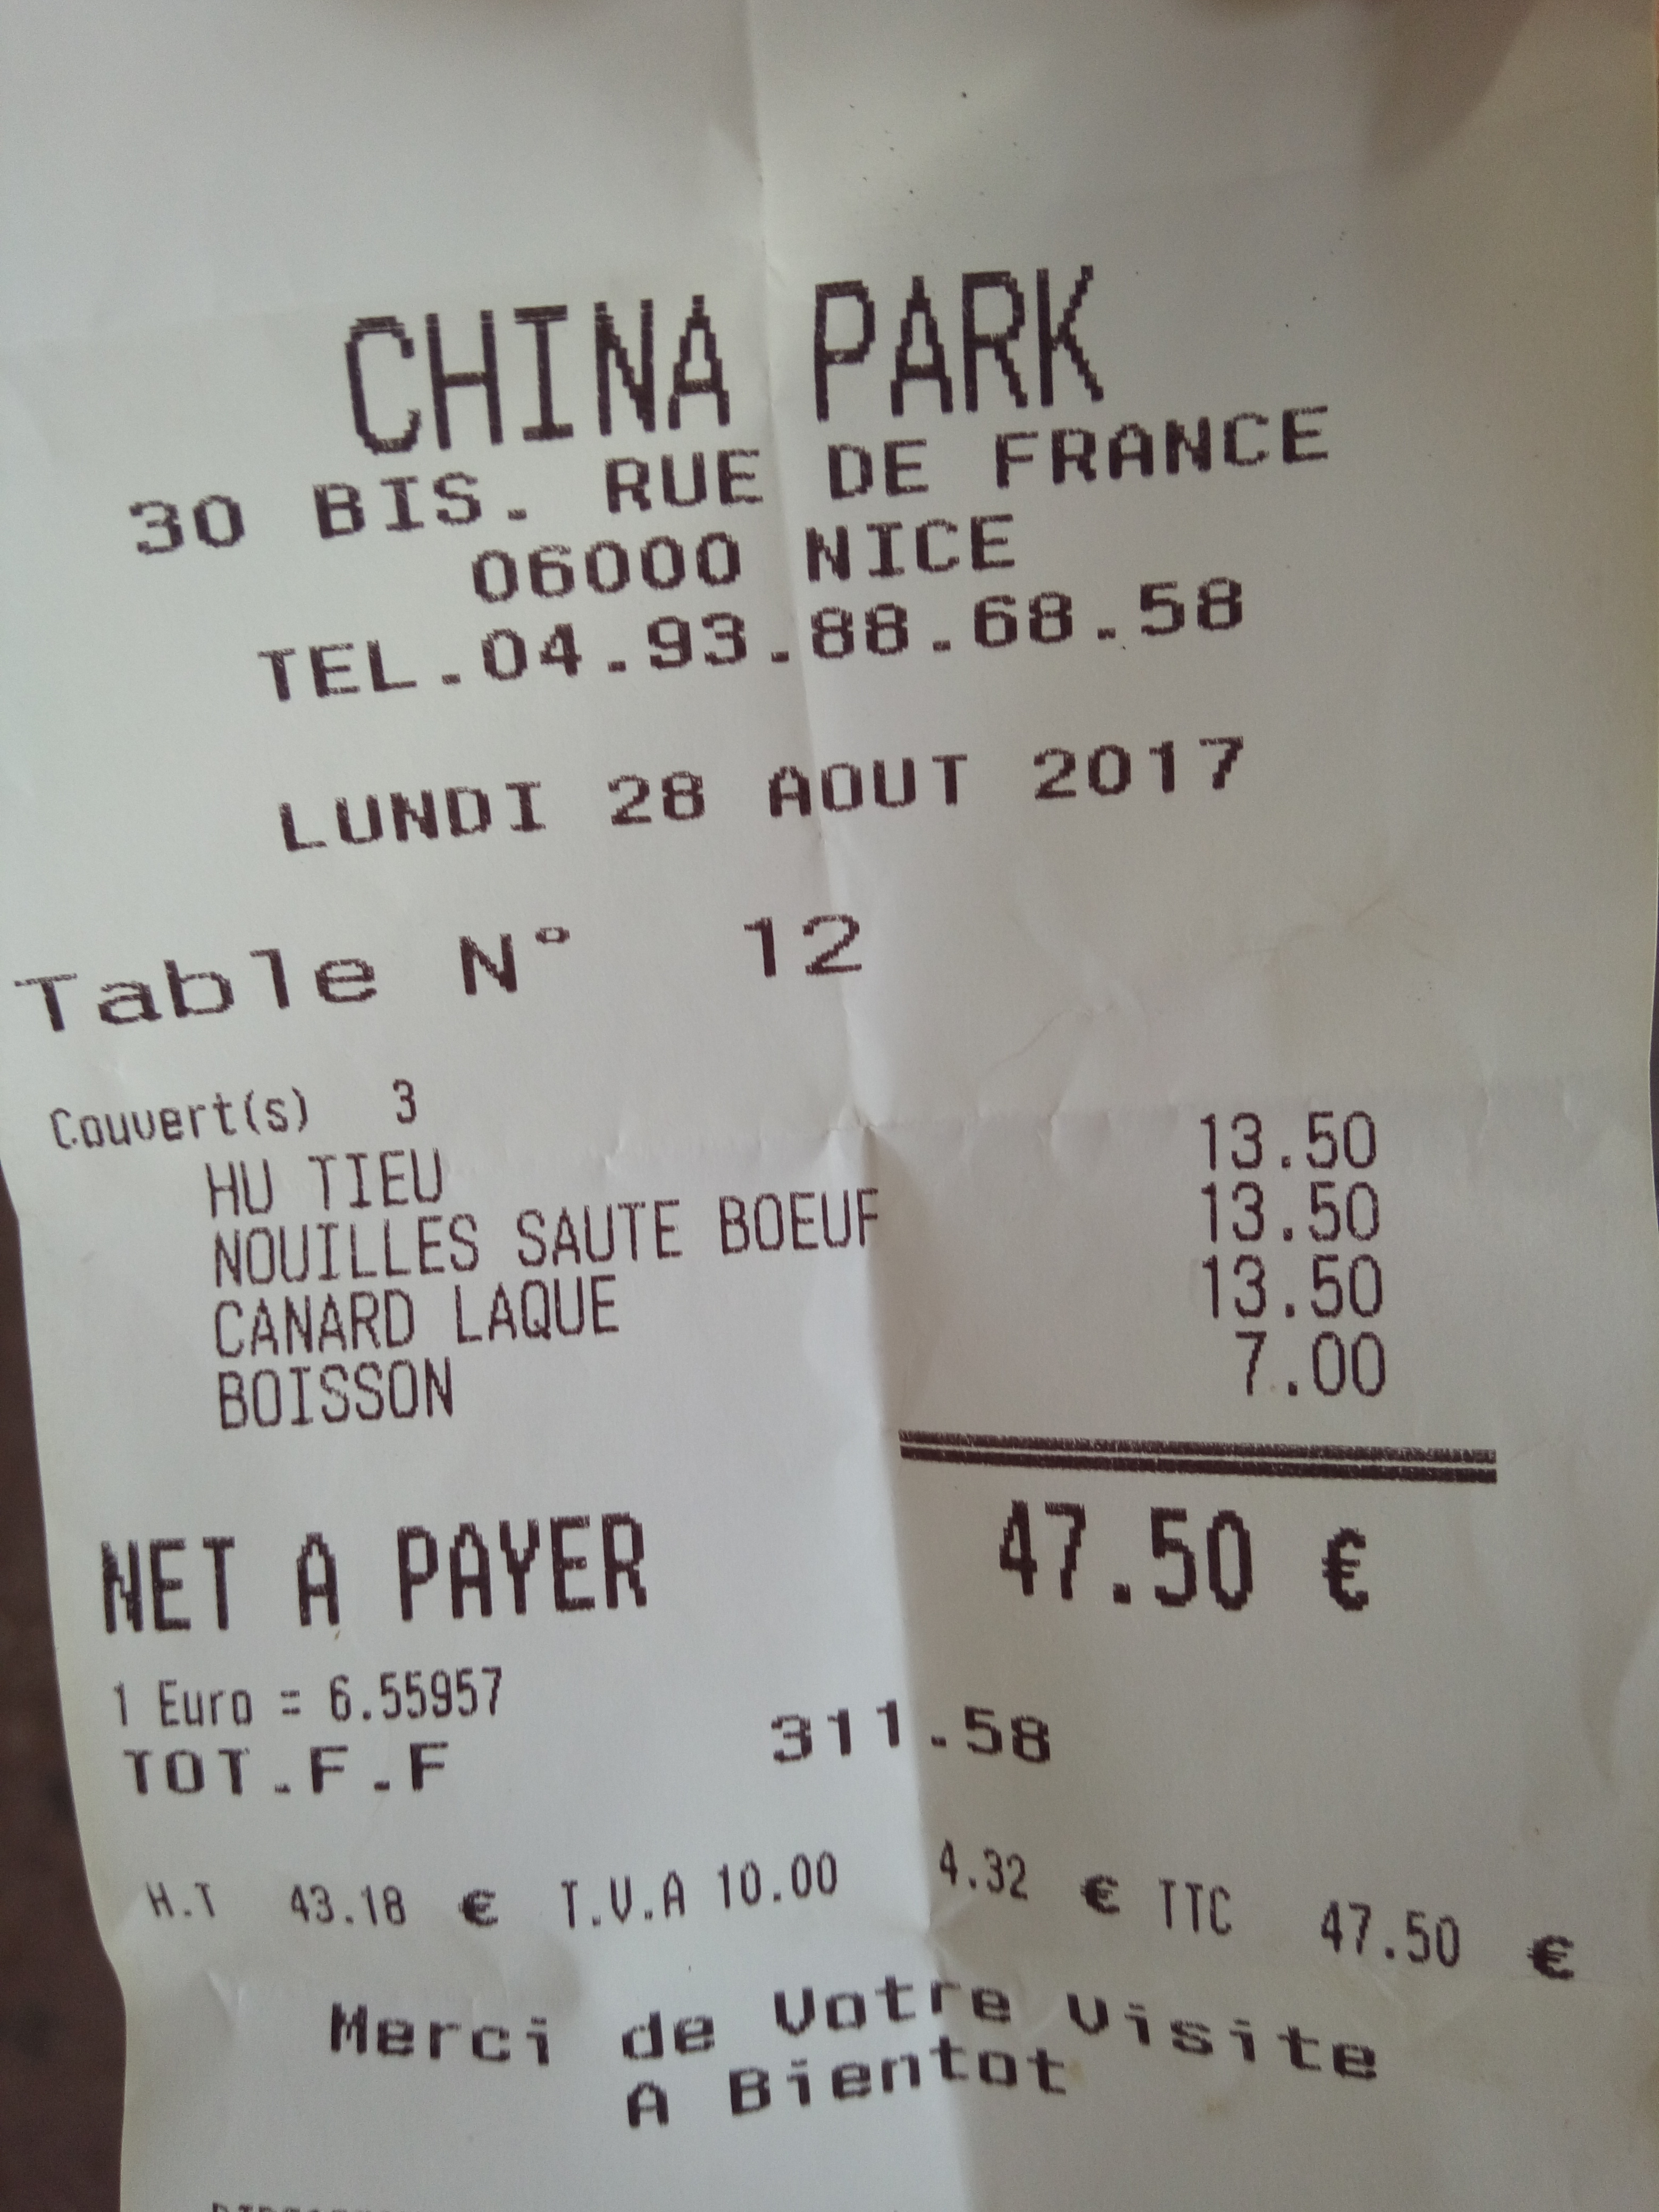 CHINA PARK
30 BIS. RUE DE FRANCE
06000 NICE
TEL.04.93.88.68.58
LUNDI 28 AOUT 2017
Table N° 12
Couvert(s) 3
HU TIEU 13.50
NOUILLES SAUTE BOEUF 13.50
CANARD LAQUE 13.50
BOISSON 7.00
NET A PAYER 47.50 €
1 Euro = 6.55957
TOT.F.F 311.58
H.T 43.18 € T.V.A 10.00 4.32 € TTC 47.50 €
Merci de Votre Visite
A Bientot